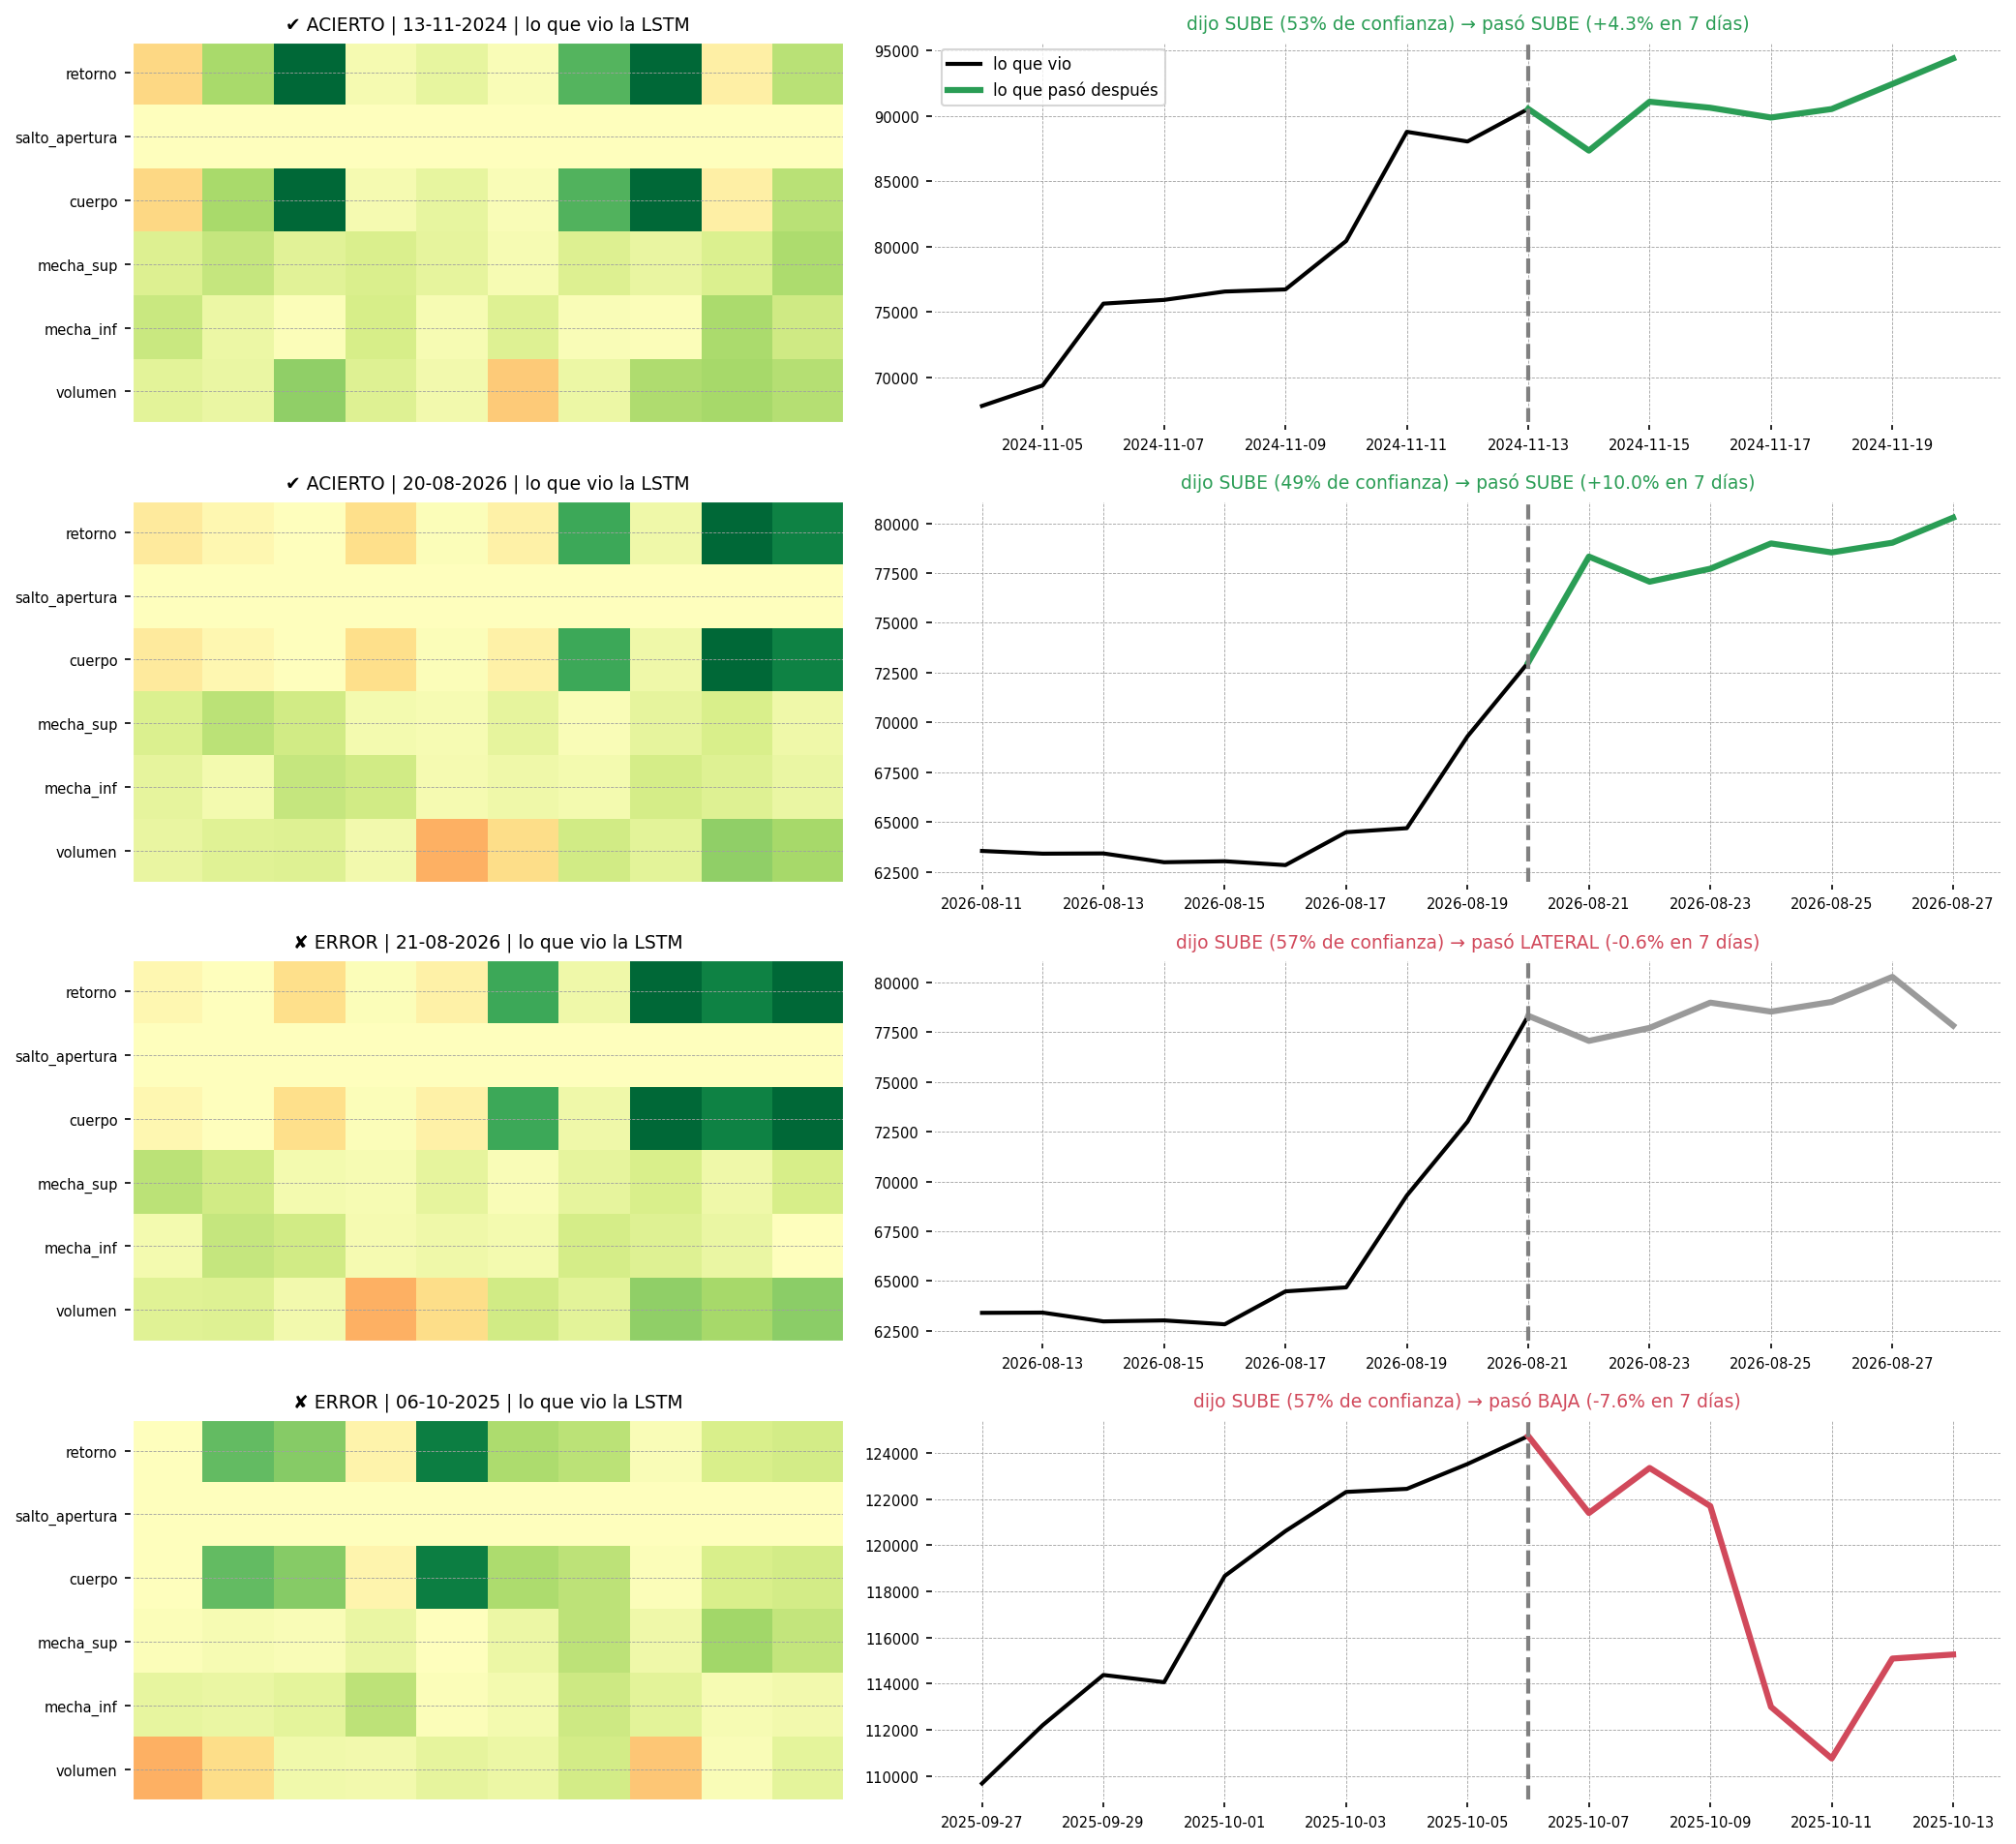 ✔ ACIERTO | 13-11-2024 | lo que vio la LSTM
retorno
salto_apertura
cuerpo
mecha_sup
mecha_inf
volumen
dijo SUBE (53% de confianza) → pasó SUBE (+4.3% en 7 días)
lo que vio
lo que pasó después
95000
90000
85000
80000
75000
70000
2024-11-05 2024-11-07 2024-11-09 2024-11-11 2024-11-13 2024-11-15 2024-11-17 2024-11-19
✔ ACIERTO | 20-08-2026 | lo que vio la LSTM
retorno
salto_apertura
cuerpo
mecha_sup
mecha_inf
volumen
dijo SUBE (49% de confianza) → pasó SUBE (+10.0% en 7 días)
80000
77500
75000
72500
70000
67500
65000
62500
2026-08-11 2026-08-13 2026-08-15 2026-08-17 2026-08-19 2026-08-21 2026-08-23 2026-08-25 2026-08-27
✘ ERROR | 21-08-2026 | lo que vio la LSTM
retorno
salto_apertura
cuerpo
mecha_sup
mecha_inf
volumen
dijo SUBE (57% de confianza) → pasó LATERAL (-0.6% en 7 días)
80000
77500
75000
72500
70000
67500
65000
62500
2026-08-13 2026-08-15 2026-08-17 2026-08-19 2026-08-21 2026-08-23 2026-08-25 2026-08-27
✘ ERROR | 06-10-2025 | lo que vio la LSTM
retorno
salto_apertura
cuerpo
mecha_sup
mecha_inf
volumen
dijo SUBE (57% de confianza) → pasó BAJA (-7.6% en 7 días)
124000
122000
120000
118000
116000
114000
112000
110000
2025-09-27 2025-09-29 2025-10-01 2025-10-03 2025-10-05 2025-10-07 2025-10-09 2025-10-11 2025-10-13